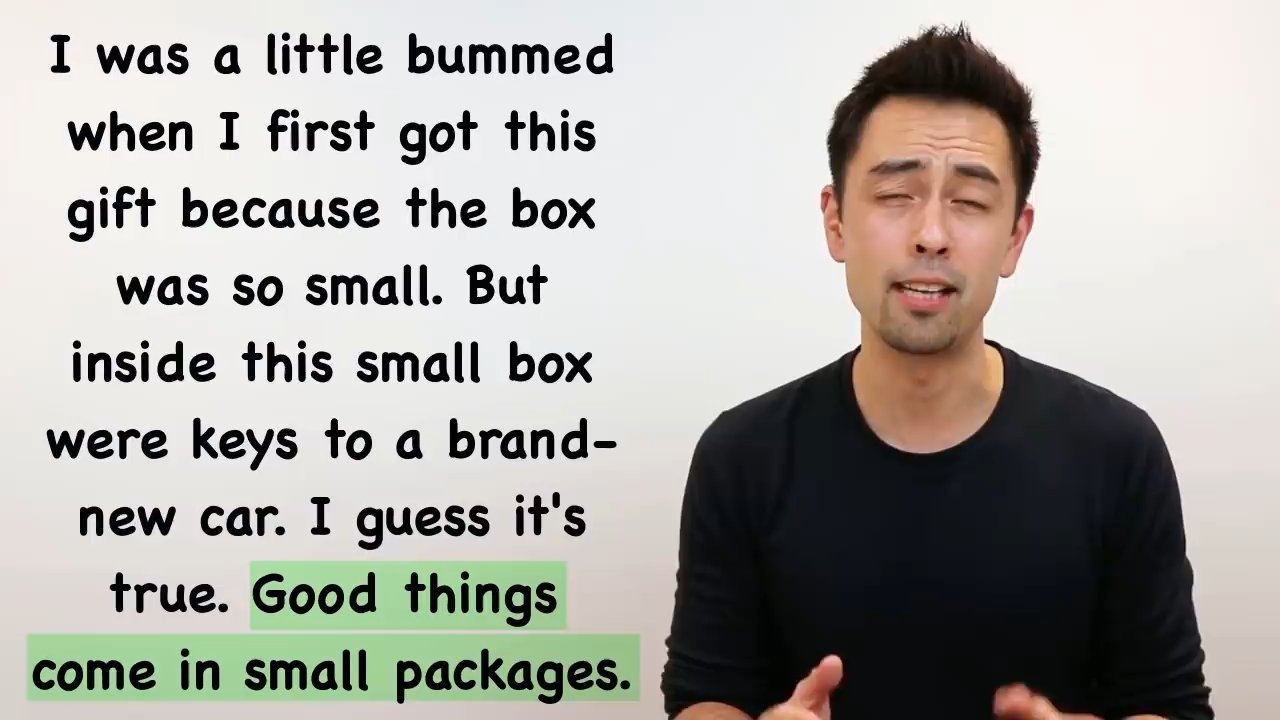 I was a little bummed
when I first got this
gift because the box
was so small. But
inside this small box
were keys to a brand-
new car. I guess it's
true. Good things
come in small packages.